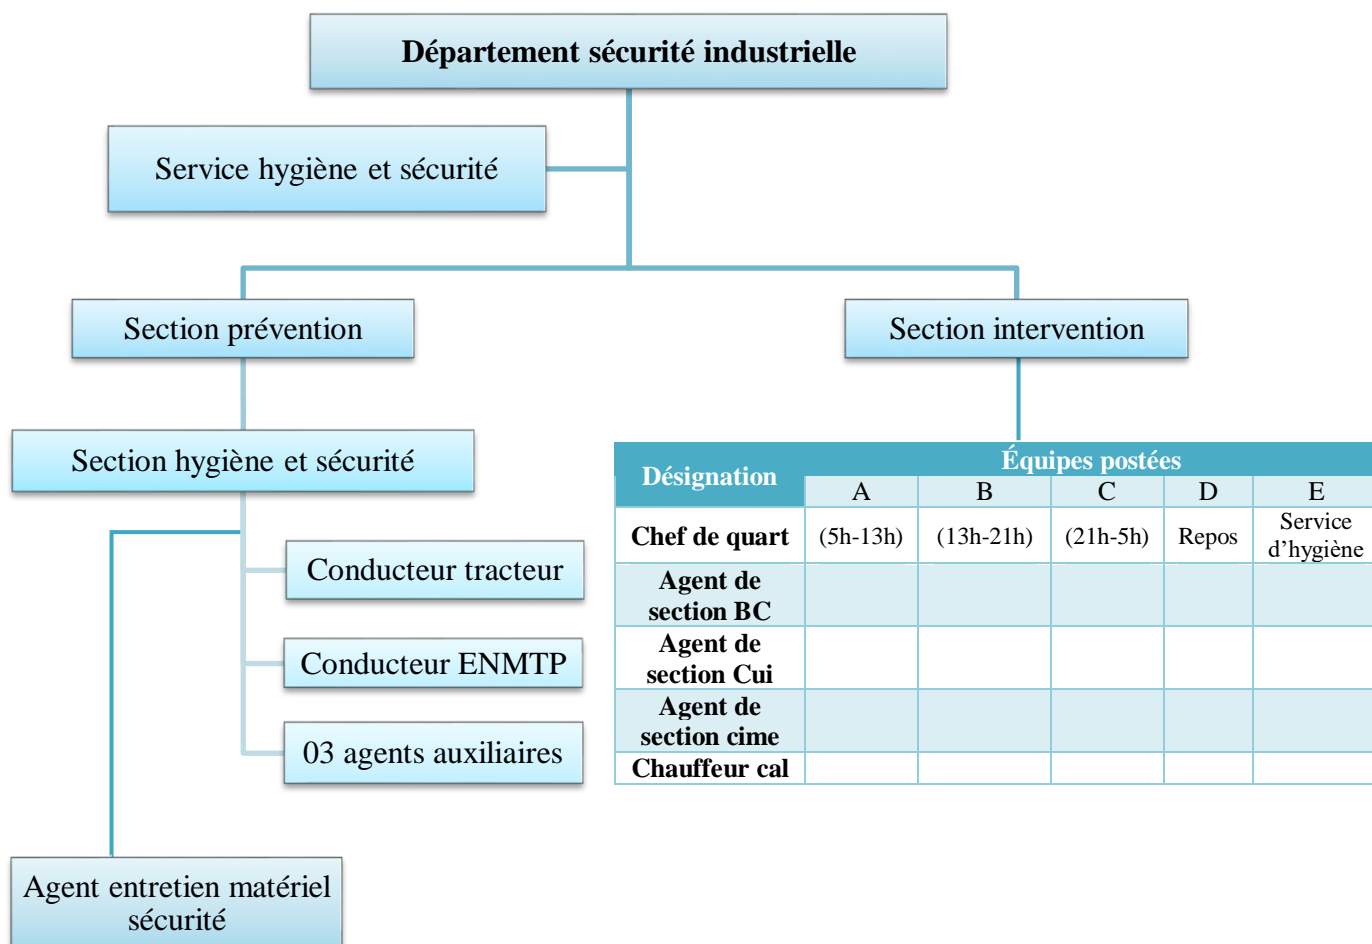 Département sécurité industrielle
Service hygiène et sécurité
Section prévention
Section intervention
Section hygiène et sécurité
Conducteur tracteur
Conducteur ENMTP
03 agents auxiliaires
Agent entretien matériel
sécurité
Désignation
Équipes postées
A B C D E
Chef de quart (5h-13h) (13h-21h) (21h-5h) Repos Service
d’hygiène
Agent de
section BC
Agent de
section Cui
Agent de
section cime
Chauffeur cal